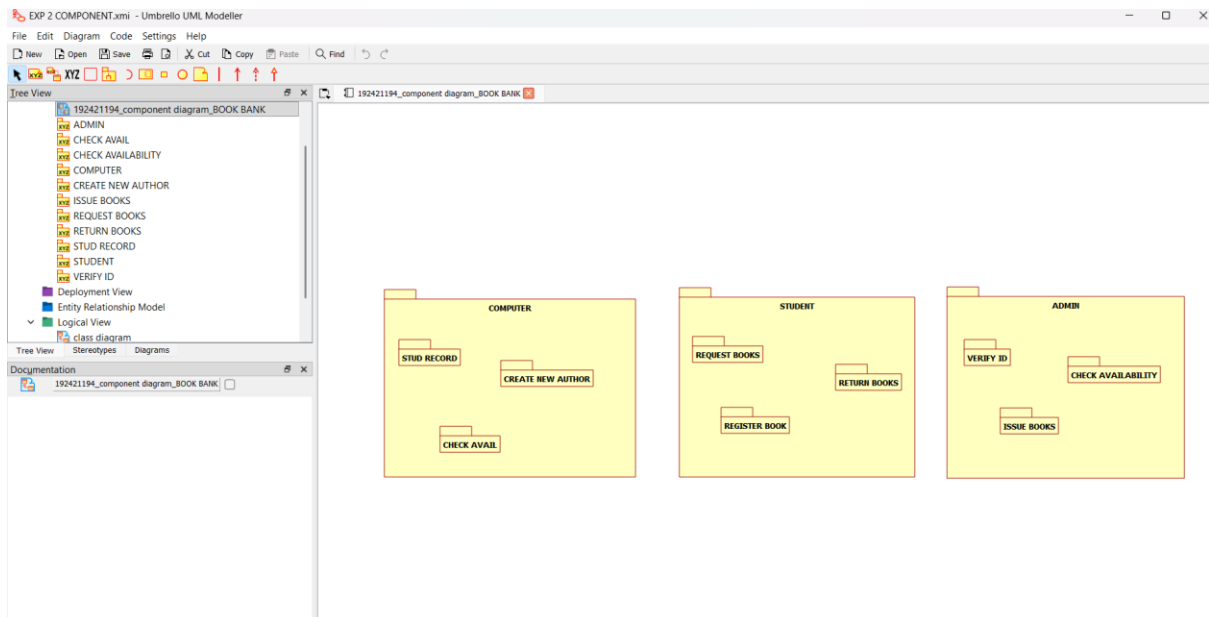 EXP 2 COMPONENT.xmi - Umbrello UML Modeller
File Edit Diagram Code Settings Help
New Open Save Cut Copy Paste Find
XYZ XYZ
Tree View
192421194_component diagram_BOOK BANK
192421194_component diagram_BOOK BANK
ADMIN
CHECK AVAIL
CHECK AVAILABILITY
COMPUTER
CREATE NEW AUTHOR
ISSUE BOOKS
REQUEST BOOKS
RETURN BOOKS
STUD RECORD
STUDENT
VERIFY ID
Deployment View
Entity Relationship Model
Logical View
class diagram
Tree View Stereotypes Diagrams
Documentation
192421194_component diagram_BOOK BANK
COMPUTER
STUD RECORD
CREATE NEW AUTHOR
CHECK AVAIL
STUDENT
REQUEST BOOKS
RETURN BOOKS
REGISTER BOOK
ADMIN
VERIFY ID
CHECK AVAILABILITY
ISSUE BOOKS